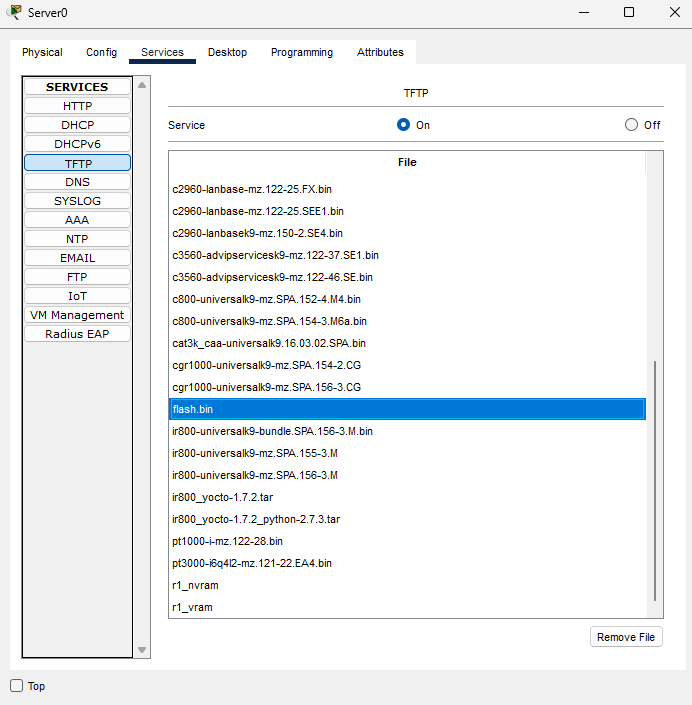 Server0
Physical Config Services Desktop Programming Attributes
SERVICES
HTTP
DHCP
DHCPv6
TFTP
DNS
SYSLOG
AAA
NTP
EMAIL
FTP
IoT
VM Management
Radius EAP
TFTP
Service On Off
File
c2960-lanbase-mz.122-25.FX.bin
c2960-lanbase-mz.122-25.SEE1.bin
c2960-lanbasek9-mz.150-2.SE4.bin
c3560-advipservicesk9-mz.122-37.SE1.bin
c3560-advipservicesk9-mz.122-46.SE.bin
c800-universalk9-mz.SPA.152-4.M4.bin
c800-universalk9-mz.SPA.154-3.M6a.bin
cat3k_caa-universalk9.16.03.02.SPA.bin
cgr1000-universalk9-mz.SPA.154-2.CG
cgr1000-universalk9-mz.SPA.156-3.CG
flash.bin
ir800-universalk9-bundle.SPA.156-3.M.bin
ir800-universalk9-mz.SPA.155-3.M
ir800-universalk9-mz.SPA.156-3.M
ir800_yocto-1.7.2.tar
ir800_yocto-1.7.2_python-2.7.3.tar
pt1000-i-mz.122-28.bin
pt3000-i6q4l2-mz.121-22.EA4.bin
r1_nvram
r1_vram
Remove File
Top